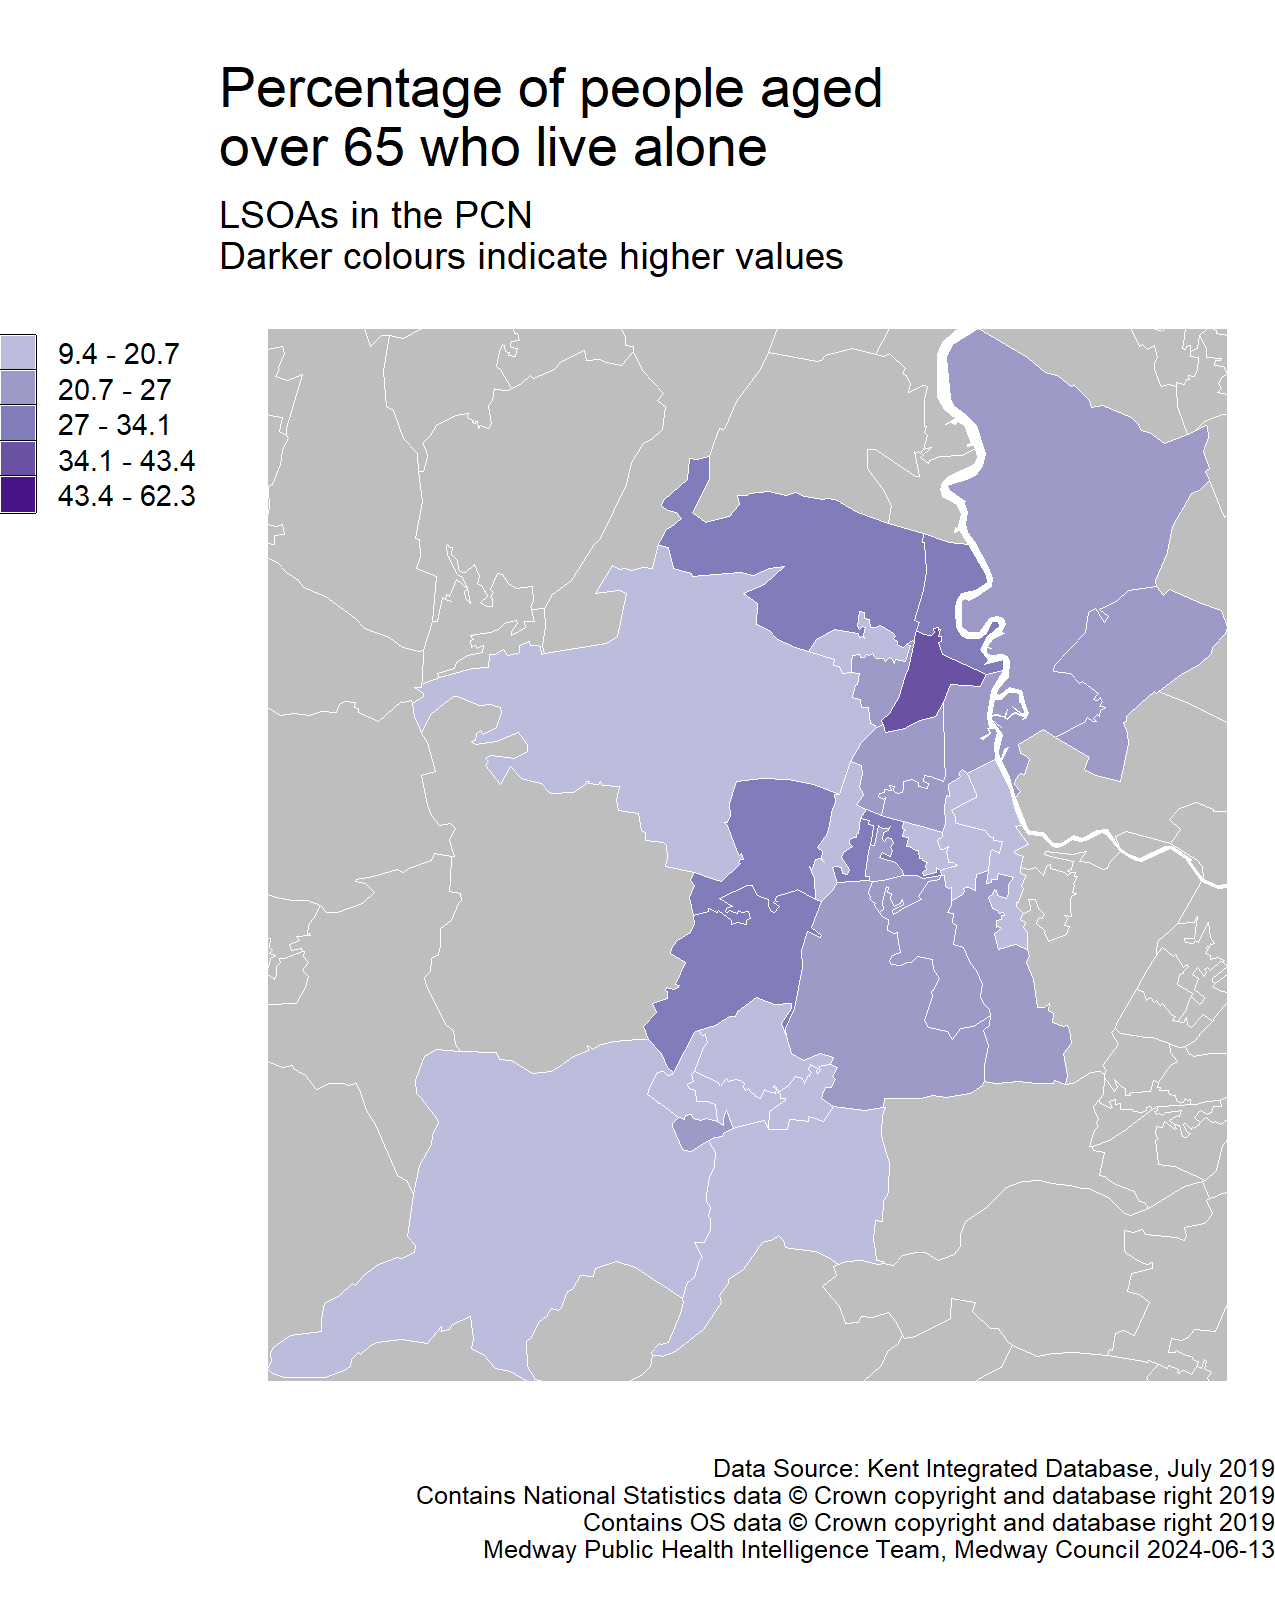 Percentage of people aged
over 65 who live alone
LSOAs in the PCN
Darker colours indicate higher values
9.4 - 20.7
20.7 - 27
27 - 34.1
34.1 - 43.4
43.4 - 62.3
Data Source: Kent Integrated Database, July 2019
Contains National Statistics data © Crown copyright and database right 2019
Contains OS data © Crown copyright and database right 2019
Medway Public Health Intelligence Team, Medway Council 2024-06-13